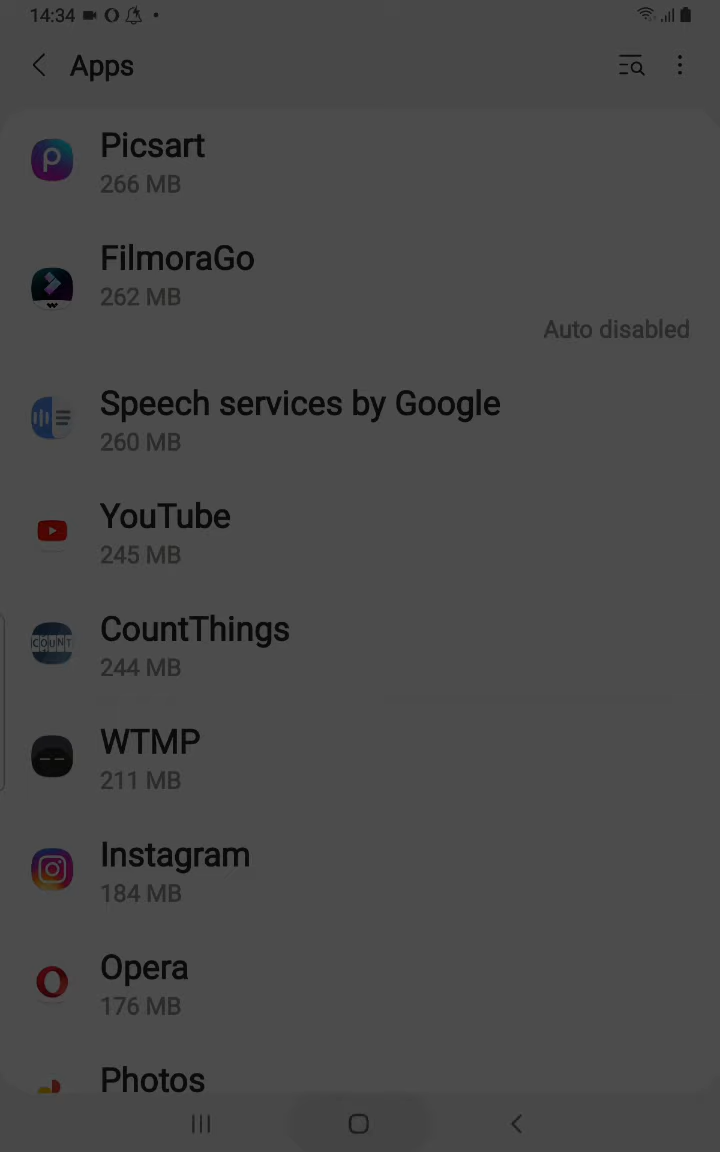 14:34
Apps
Picsart
266 MB
FilmoraGo
262 MB
Auto disabled
Speech services by Google
260 MB
YouTube
245 MB
COUNT
CountThings
244 MB
WTMP
211 MB
Instagram
184 MB
Opera
176 MB
Photos